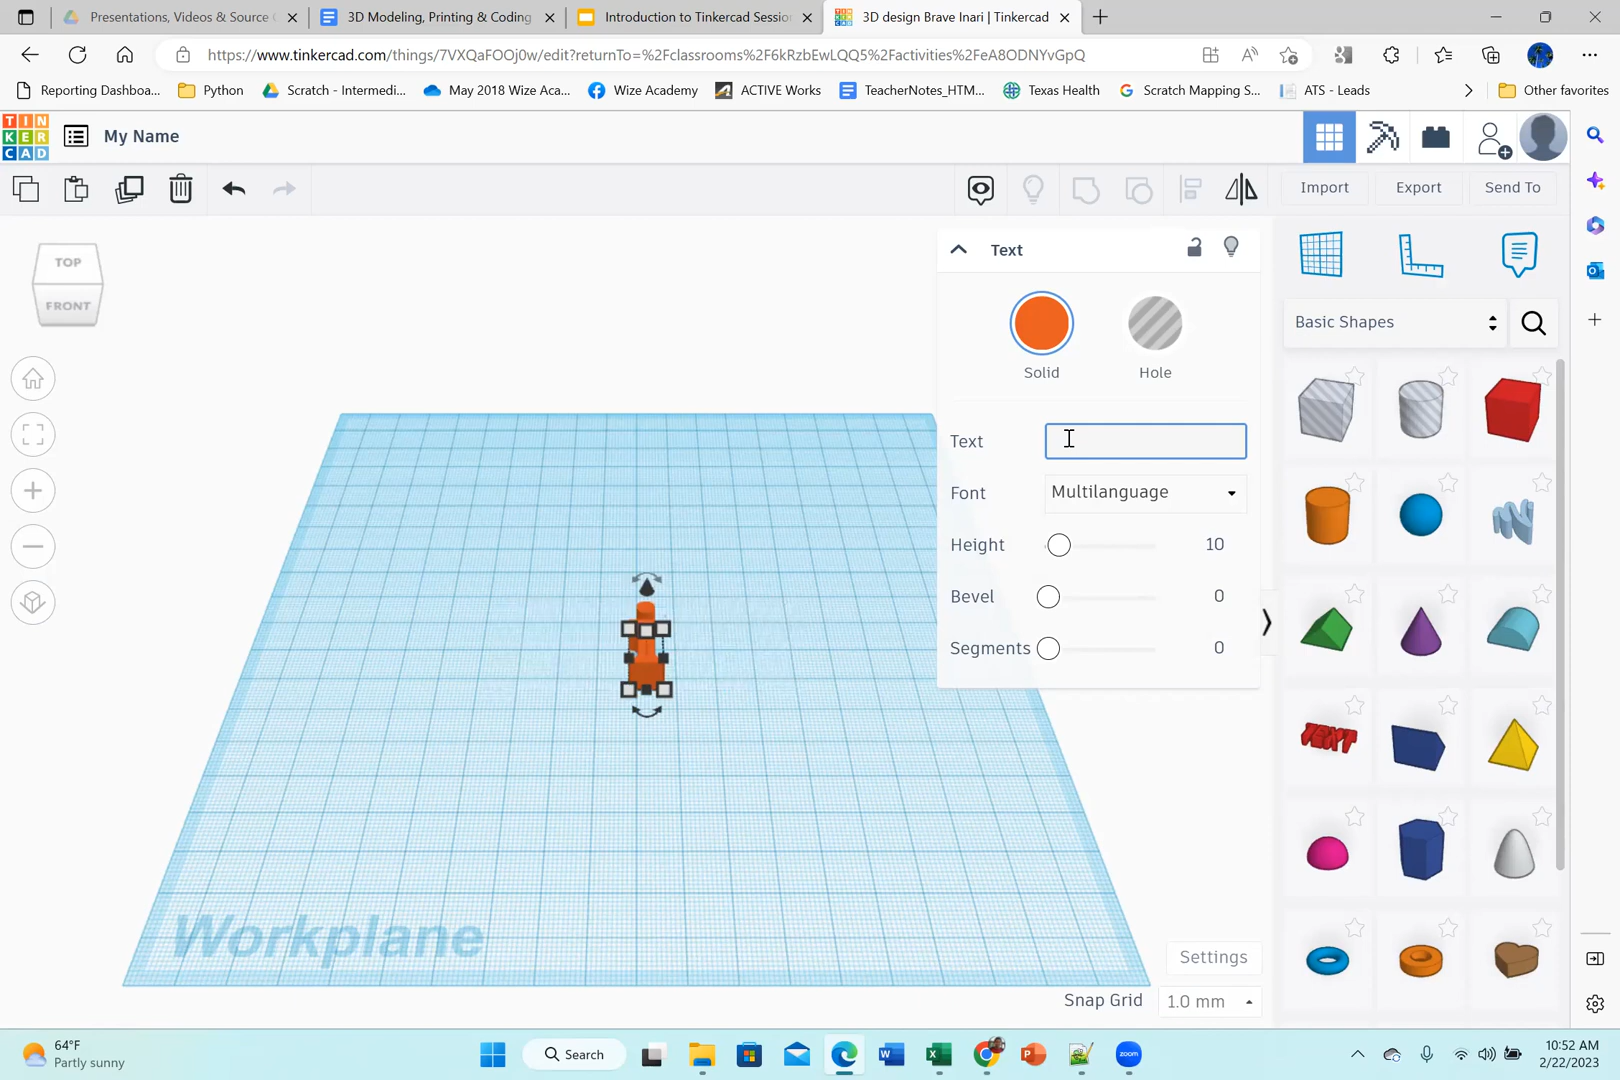 Presentations, Videos & Source
3D Modeling, Printing & Coding
Introduction to Tinkercad Sessio
3D design Brave Inari | Tinkercad
https://www.tinkercad.com/things/7VXQaFOOj0w/edit?returnTo=%2Fclassrooms%2F6kRzbEwLQQ5%2Factivities%2FeA8ODNYvGpQ
Reporting Dashboa...
Python
Scratch - Intermedi...
May 2018 Wize Aca...
Wize Academy
ACTIVE Works
TeacherNotes_HTM...
Texas Health
Scratch Mapping S...
ATS - Leads
Other favorites
TIN
KER
CAD
My Name
Import
Export
Send To
TOP
FRONT
Text
Solid
Hole
Text
Font
Multilanguage
Height
10
Bevel
0
Segments
0
Basic Shapes
TEXT
Workplane
Settings
Snap Grid
1.0 mm
64°F
Partly sunny
Search
zoom
10:52 AM
2/22/2023